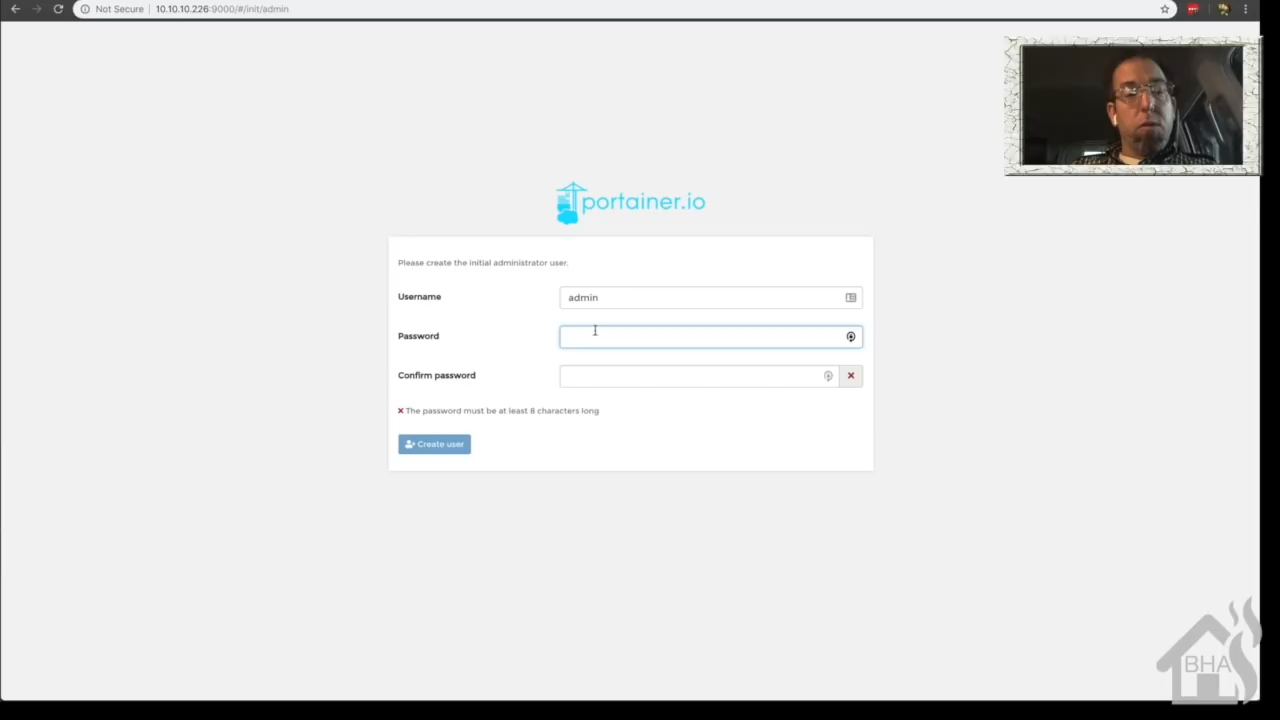 Not Secure 10.10.10.226:9000/#/init/admin
portainer.io
Please create the initial administrator user.
Username
admin
Password
Confirm password
The password must be at least 8 characters long
Create user
BHA